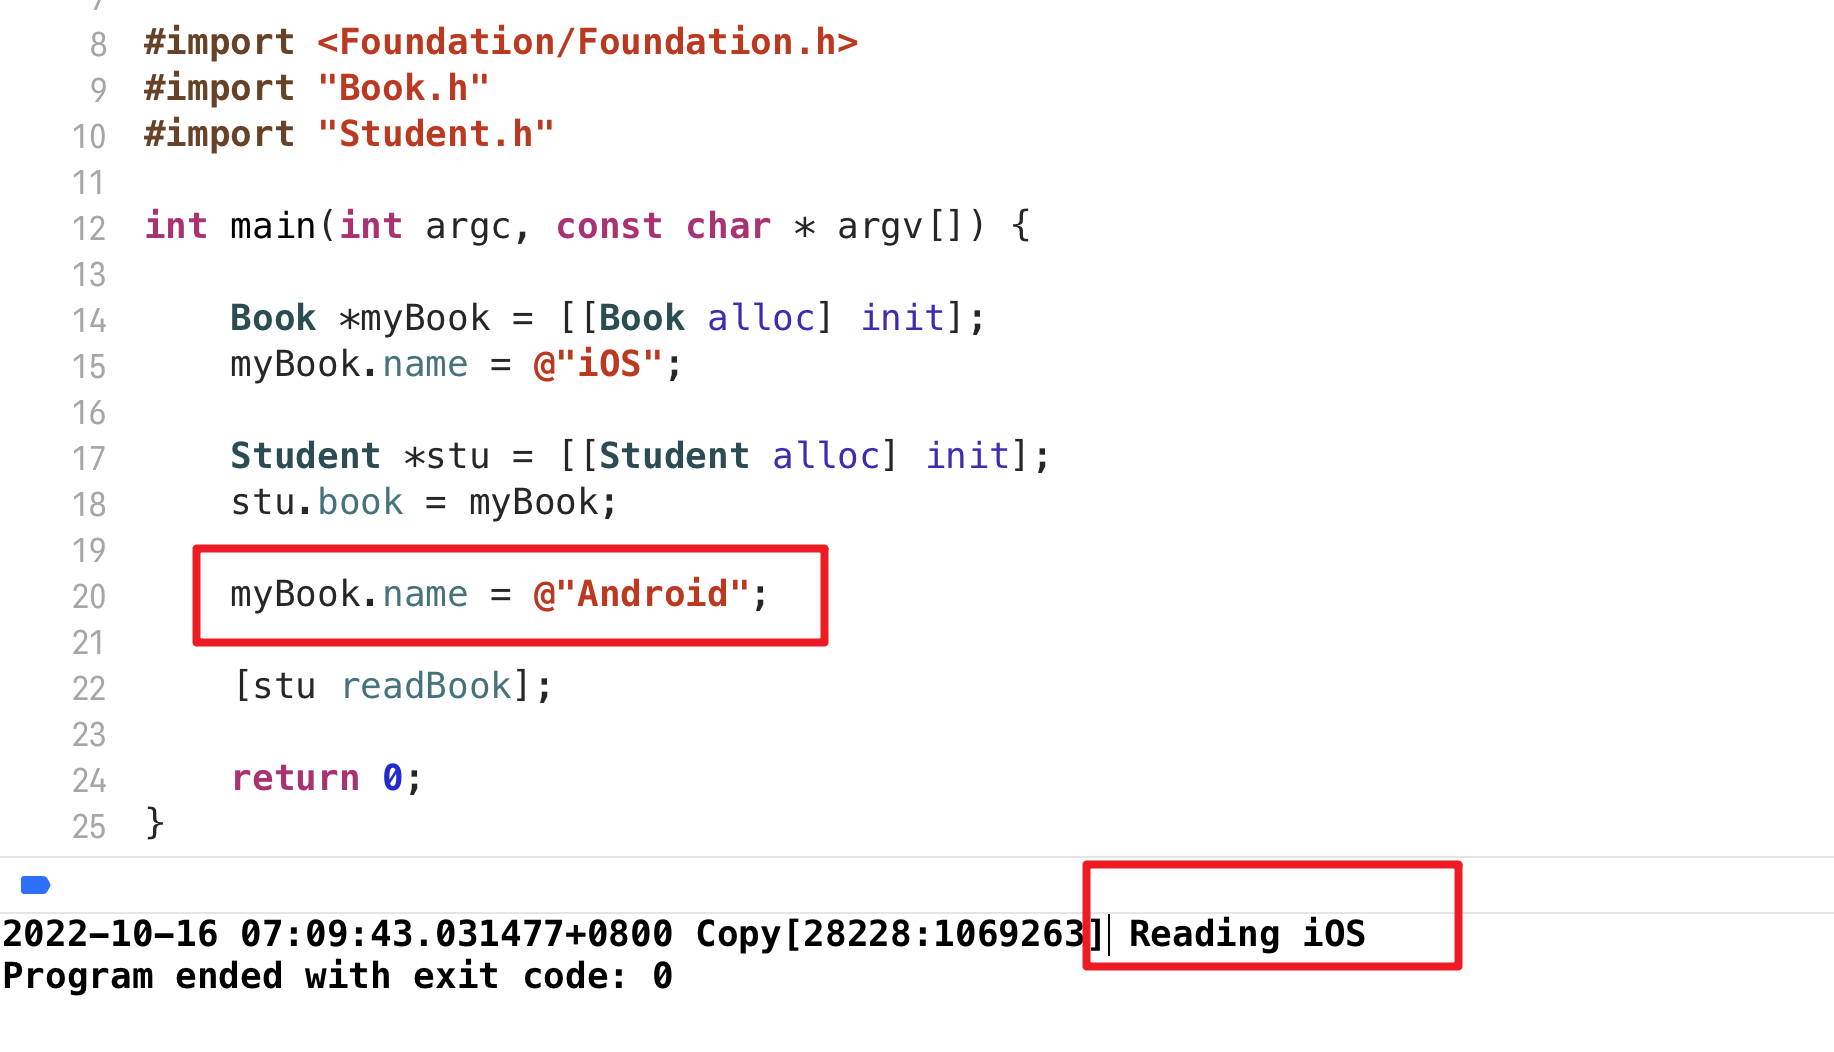 8 #import <Foundation/Foundation.h>
9 #import "Book.h"
10 #import "Student.h"
11
12 int main(int argc, const char * argv[]) {
13
14 Book *myBook = [[Book alloc] init];
15 myBook.name = @"iOS";
16
17 Student *stu = [[Student alloc] init];
18 stu.book = myBook;
19
20 myBook.name = @"Android";
21
22 [stu readBook];
23
24 return 0;
25 }
2022-10-16 07:09:43.031477+0800 Copy[28228:1069263] Reading iOS
Program ended with exit code: 0